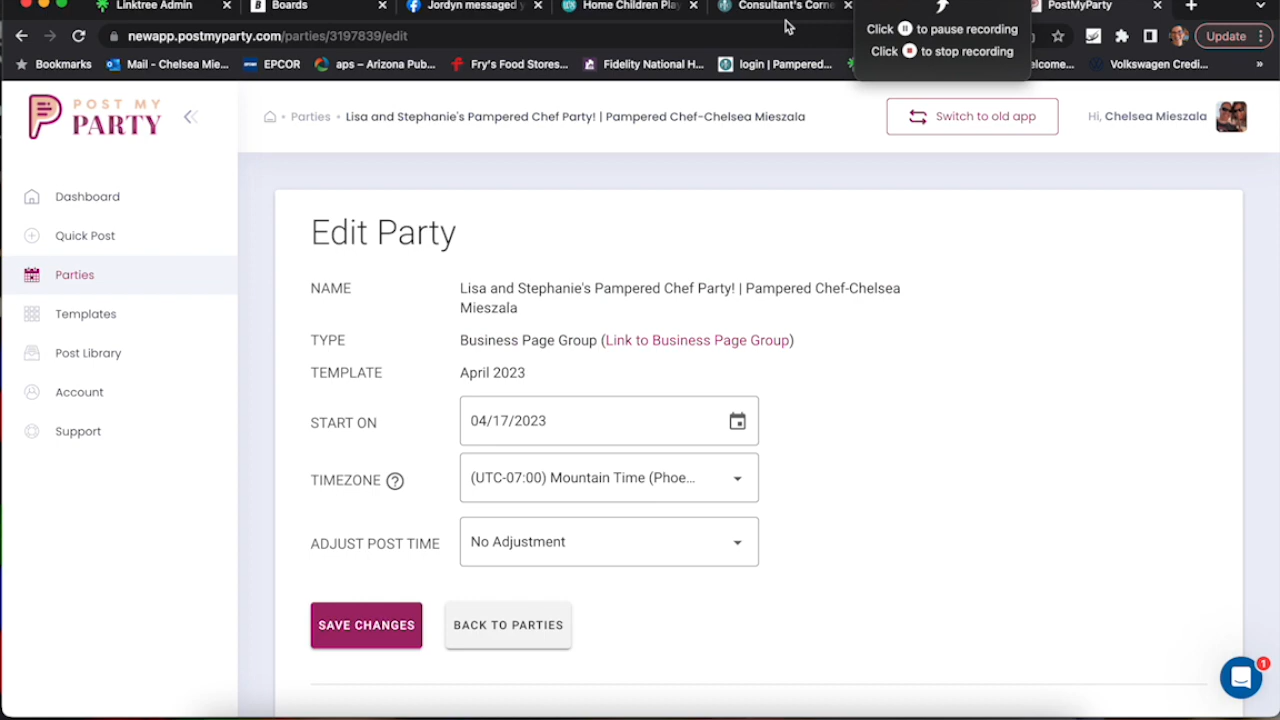 Linktree Admin
Boards
Jordyn messaged y
Home Children Pla
Consultant's Corne
PostMyParty
Click to pause recording
Click to stop recording
newapp.postmyparty.com/parties/3197839/edit
Update
Bookmarks
Mail – Chelsea Mie...
EPCOR
aps – Arizona Pub...
Fry's Food Stores...
Fidelity National H...
login | Pampered...
elcome...
Volkswagen Credi...
»
POST MY
PARTY
Parties • Lisa and Stephanie's Pampered Chef Party! | Pampered Chef-Chelsea Mieszala
Switch to old app
Hi, Chelsea Mieszala
Dashboard
Quick Post
Parties
Templates
Post Library
Account
Support
Edit Party
NAME
Lisa and Stephanie's Pampered Chef Party! | Pampered Chef-Chelsea
Mieszala
TYPE
Business Page Group (Link to Business Page Group)
TEMPLATE
April 2023
START ON
04/17/2023
TIMEZONE ?
(UTC-07:00) Mountain Time (Phoe...
ADJUST POST TIME
No Adjustment
SAVE CHANGES
BACK TO PARTIES
1